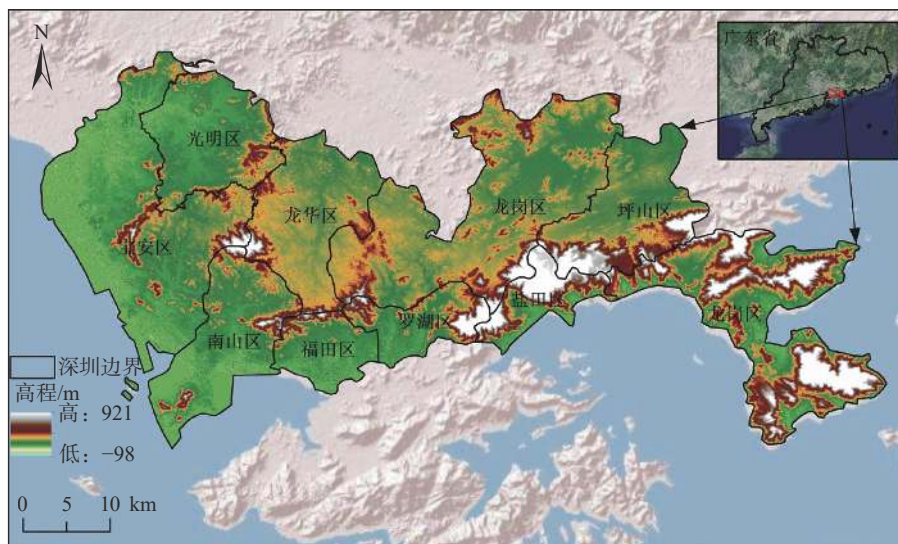 N
广东省
光明区
龙华区
龙岗区
坪山区
宝安区
盐田区
龙岗区
罗湖区
南山区
福田区
深圳边界
高程/m
高：921
低：−98
0 5 10 km